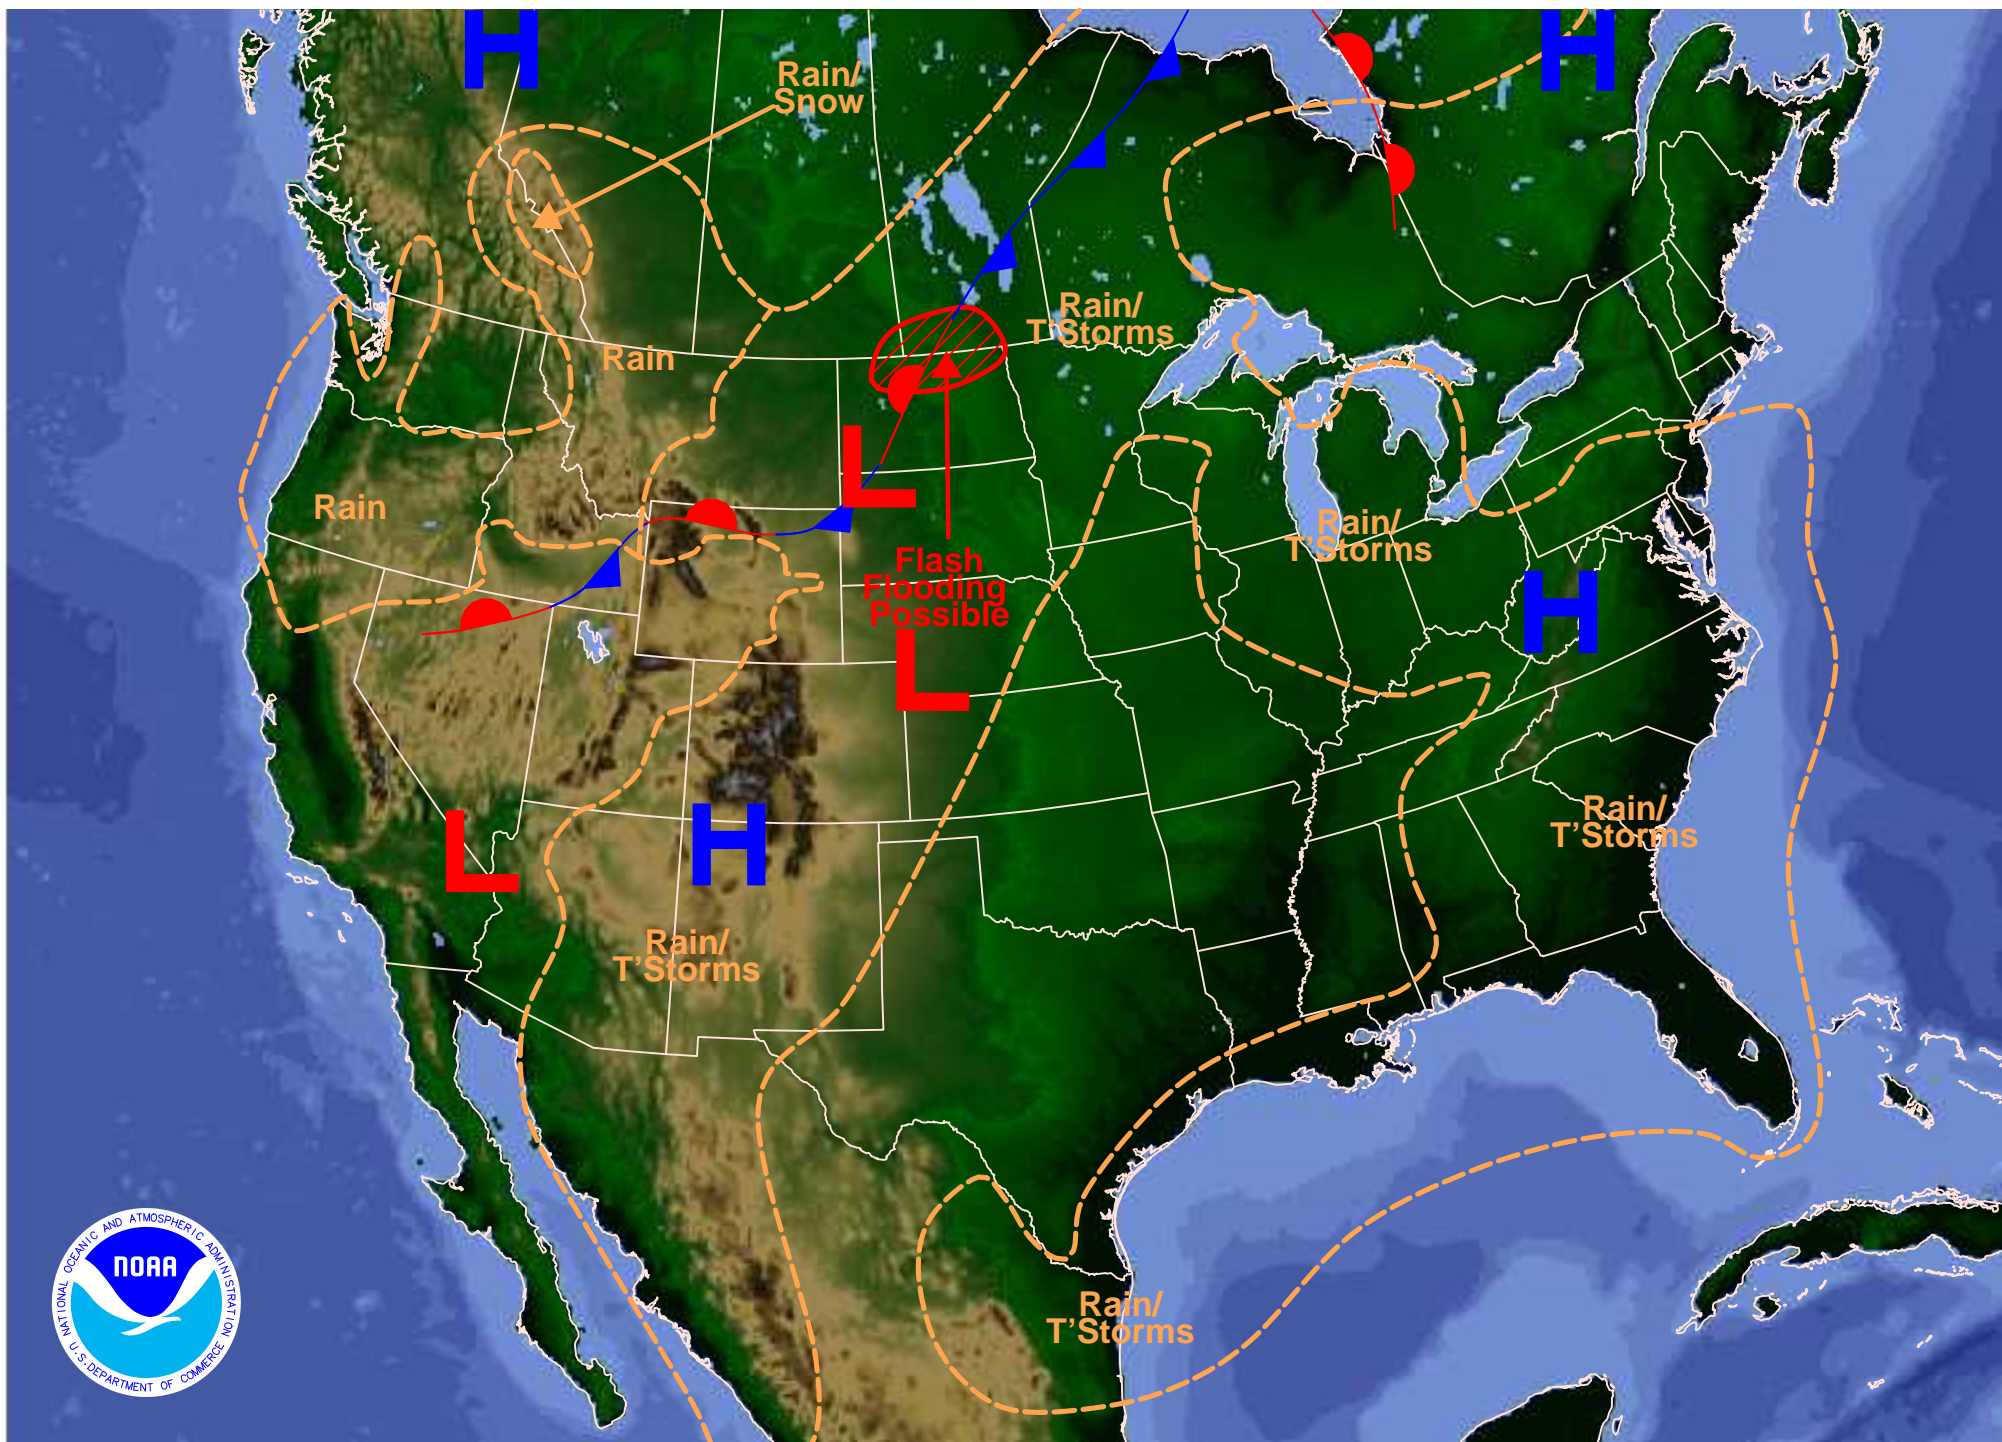 H
H
Rain/
Snow
Rain/
T'Storms
Rain
L
Rain
Rain/
T'Storms
Flash
Flooding
Possible
H
L
Rain/
T'Storms
L
H
Rain/
T'Storms
Rain/
T'Storms
NATIONAL OCEANIC AND ATMOSPHERIC ADMINISTRATION
NOAA
U.S. DEPARTMENT OF COMMERCE